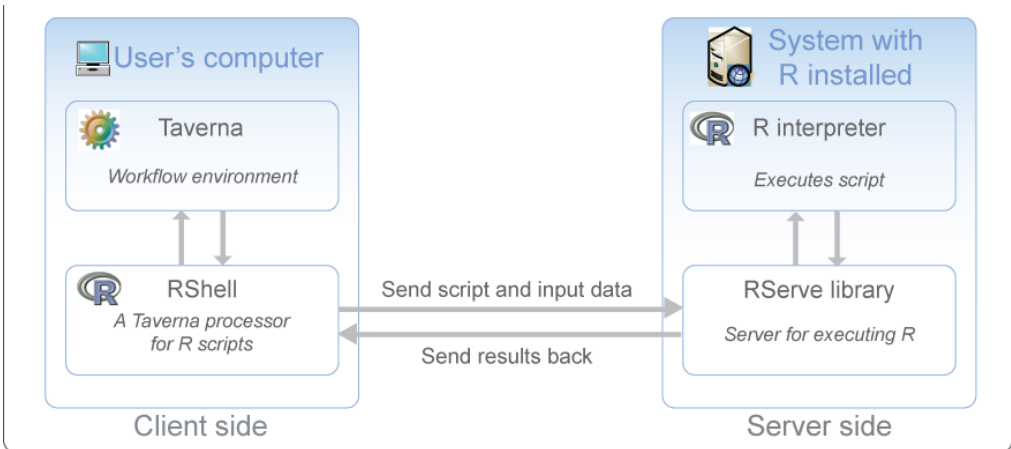 User's computer
Taverna
Workflow environment
RShell
A Taverna processor
for R scripts
Client side
Send script and input data
Send results back
System with
R installed
R
R interpreter
Executes script
RServe library
Server for executing R
Server side
R